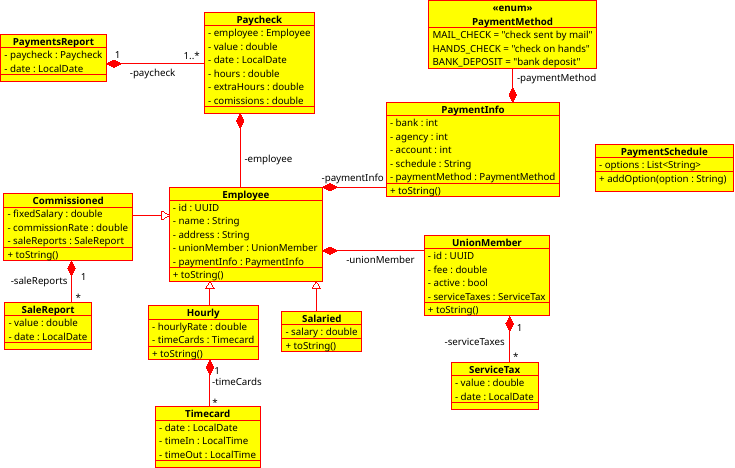 «enum»
PaymentMethod
MAIL_CHECK = "check sent by mail"
HANDS_CHECK = "check on hands"
BANK_DEPOSIT = "bank deposit"
Paycheck
- employee : Employee
- value : double
- date : LocalDate
- hours : double
- extraHours : double
- comissions : double
PaymentsReport
- paycheck : Paycheck
- date : LocalDate
1
1..*
-paycheck
-paymentMethod
PaymentInfo
- bank : int
- agency : int
- account : int
- schedule : String
- paymentMethod : PaymentMethod
+ toString()
PaymentSchedule
- options : List<String>
+ addOption(option : String)
-employee
-paymentInfo
Employee
- id : UUID
- name : String
- address : String
- unionMember : UnionMember
- paymentInfo : PaymentInfo
+ toString()
Commissioned
- fixedSalary : double
- commissionRate : double
- saleReports : SaleReport
+ toString()
-unionMember
UnionMember
- id : UUID
- fee : double
- active : bool
- serviceTaxes : ServiceTax
+ toString()
1
-saleReports
*
SaleReport
- value : double
- date : LocalDate
Hourly
- hourlyRate : double
- timeCards : Timecard
+ toString()
Salaried
- salary : double
+ toString()
1
-serviceTaxes
*
ServiceTax
- value : double
- date : LocalDate
1
-timeCards
*
Timecard
- date : LocalDate
- timeIn : LocalTime
- timeOut : LocalTime